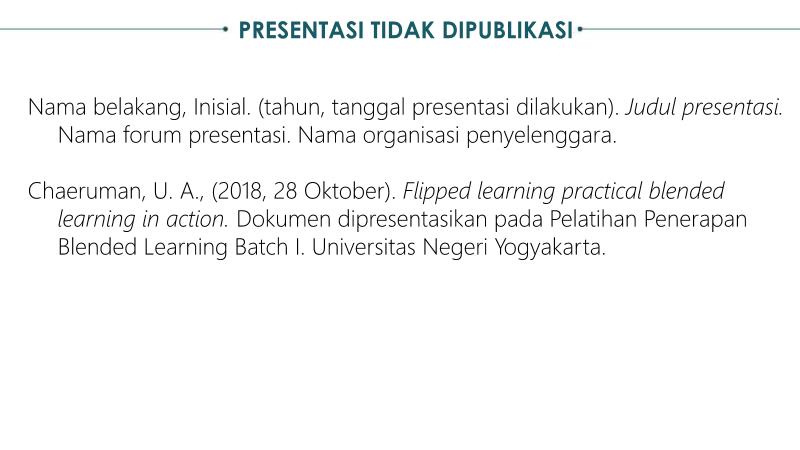 PRESENTASI TIDAK DIPUBLIKASI
Nama belakang, Inisial. (tahun, tanggal presentasi dilakukan). Judul presentasi.
Nama forum presentasi. Nama organisasi penyelenggara.
Chaeruman, U. A., (2018, 28 Oktober). Flipped learning practical blended
learning in action. Dokumen dipresentasikan pada Pelatihan Penerapan
Blended Learning Batch I. Universitas Negeri Yogyakarta.